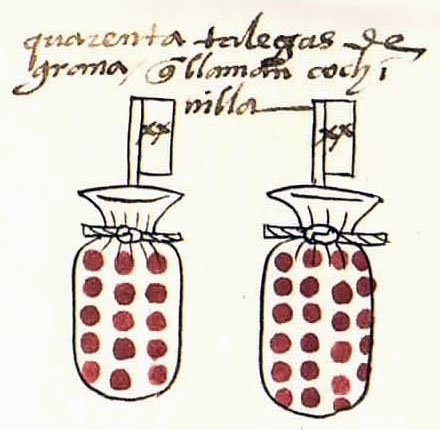 quarenta talegas de
grana q̃ llaman cochi
nilla
xx xx